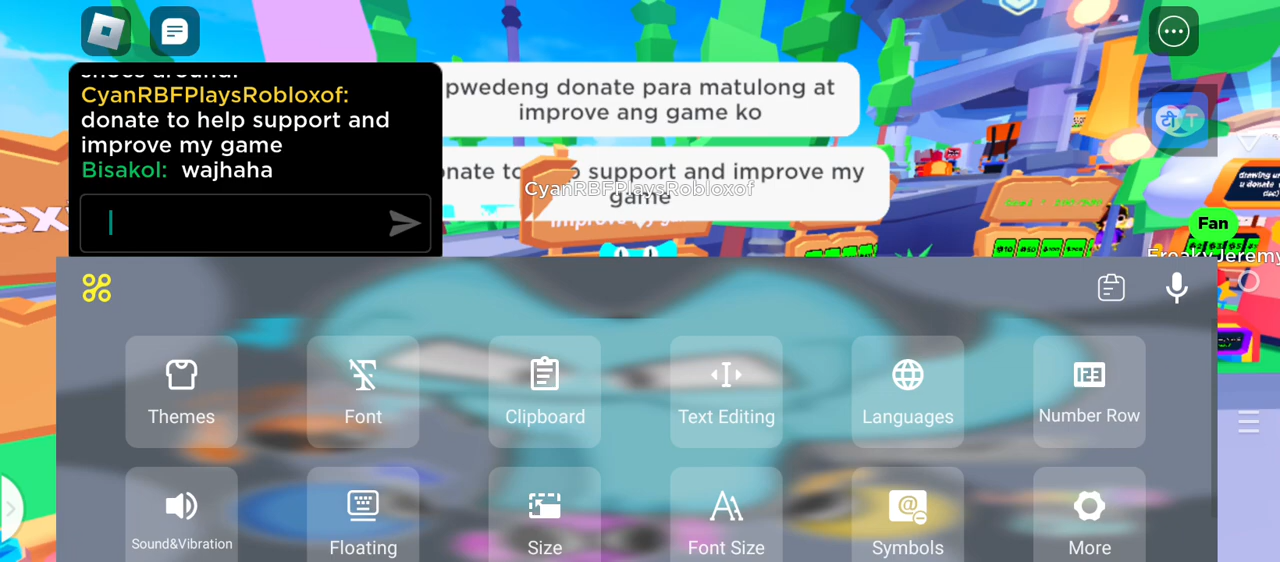 CyanRBFPlaysRobloxof:
donate to help support and
improve my game
Bisakol: wajhaha
pwedeng donate para matulong at
improve ang game ko
support and improve my
game
CyanRBFPlaysRobloxof
Fan
FreakyJeremy
Themes
Font
Clipboard
Text Editing
Languages
123
Number Row
Sound&Vibration
Floating
Size
Font Size
@
Symbols
More